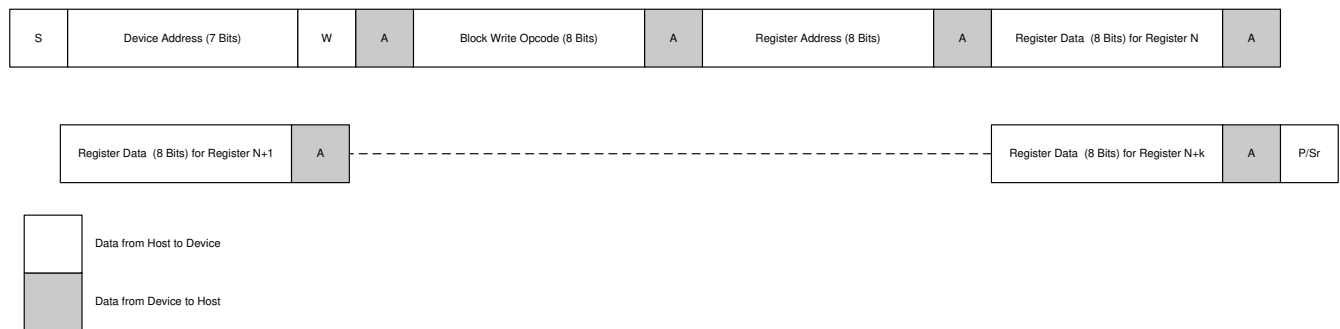 S Device Address (7 Bits) W A Block Write Opcode (8 Bits) A Register Address (8 Bits) A Register Data (8 Bits) for Register N A
Register Data (8 Bits) for Register N+1 A Register Data (8 Bits) for Register N+k A P/Sr
Data from Host to Device
Data from Device to Host